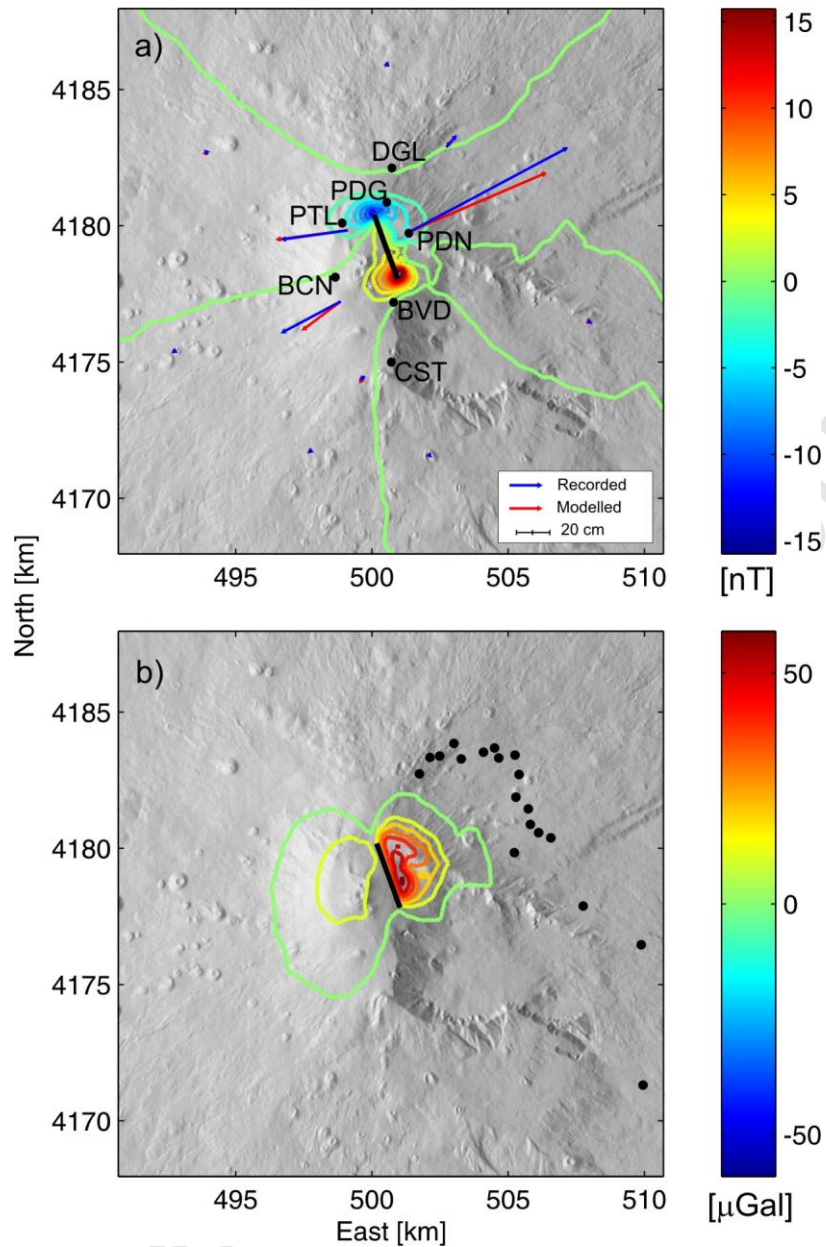 a)
4185
4180
4175
4170
495
500
505
510
DGL
PDG
PTL
PDN
BCN
BVD
CST
Recorded
Modelled
20 cm
15
10
5
0
-5
-10
-15
[nT]
North [km]
b)
4185
4180
4175
4170
495
500
505
510
East [km]
50
0
-50
[μGal]